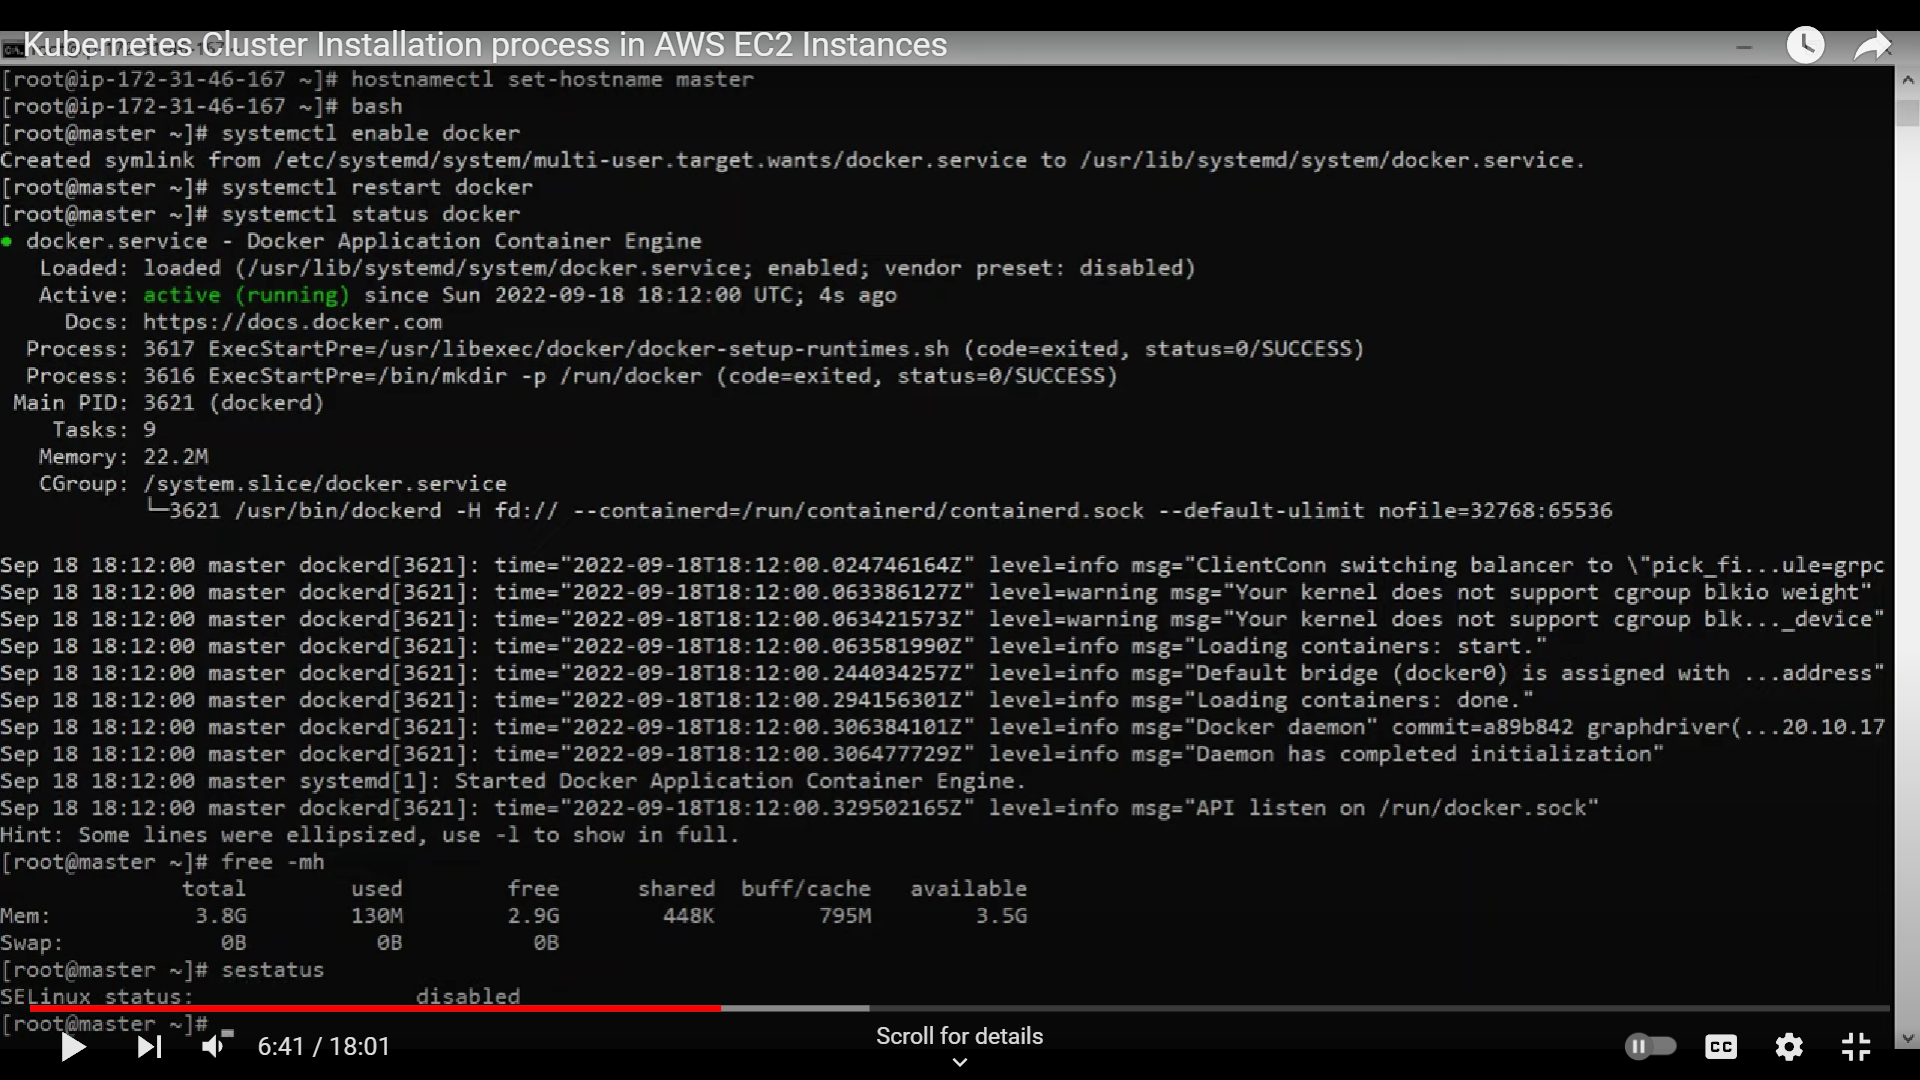 Kubernetes Cluster Installation process in AWS EC2 Instances
[root@ip-172-31-46-167 ~]# hostnamectl set-hostname master
[root@ip-172-31-46-167 ~]# bash
[root@master ~]# systemctl enable docker
Created symlink from /etc/systemd/system/multi-user.target.wants/docker.service to /usr/lib/systemd/system/docker.service.
[root@master ~]# systemctl restart docker
[root@master ~]# systemctl status docker
● docker.service - Docker Application Container Engine
Loaded: loaded (/usr/lib/systemd/system/docker.service; enabled; vendor preset: disabled)
Active: active (running) since Sun 2022-09-18 18:12:00 UTC; 4s ago
Docs: https://docs.docker.com
Process: 3617 ExecStartPre=/usr/libexec/docker/docker-setup-runtimes.sh (code=exited, status=0/SUCCESS)
Process: 3616 ExecStartPre=/bin/mkdir -p /run/docker (code=exited, status=0/SUCCESS)
Main PID: 3621 (dockerd)
Tasks: 9
Memory: 22.2M
CGroup: /system.slice/docker.service
└─3621 /usr/bin/dockerd -H fd:// --containerd=/run/containerd/containerd.sock --default-ulimit nofile=32768:65536
Sep 18 18:12:00 master dockerd[3621]: time="2022-09-18T18:12:00.024746164Z" level=info msg="ClientConn switching balancer to \"pick_fi...ule=grpc
Sep 18 18:12:00 master dockerd[3621]: time="2022-09-18T18:12:00.063386127Z" level=warning msg="Your kernel does not support cgroup blkio weight"
Sep 18 18:12:00 master dockerd[3621]: time="2022-09-18T18:12:00.063421573Z" level=warning msg="Your kernel does not support cgroup blk..._device"
Sep 18 18:12:00 master dockerd[3621]: time="2022-09-18T18:12:00.063581990Z" level=info msg="Loading containers: start."
Sep 18 18:12:00 master dockerd[3621]: time="2022-09-18T18:12:00.244034257Z" level=info msg="Default bridge (docker0) is assigned with ...address"
Sep 18 18:12:00 master dockerd[3621]: time="2022-09-18T18:12:00.294156301Z" level=info msg="Loading containers: done."
Sep 18 18:12:00 master dockerd[3621]: time="2022-09-18T18:12:00.306384101Z" level=info msg="Docker daemon" commit=a89b842 graphdriver(...20.10.17
Sep 18 18:12:00 master dockerd[3621]: time="2022-09-18T18:12:00.306477729Z" level=info msg="Daemon has completed initialization"
Sep 18 18:12:00 master systemd[1]: Started Docker Application Container Engine.
Sep 18 18:12:00 master dockerd[3621]: time="2022-09-18T18:12:00.329502165Z" level=info msg="API listen on /run/docker.sock"
Hint: Some lines were ellipsized, use -l to show in full.
[root@master ~]# free -mh
total used free shared buff/cache available
Mem: 3.8G 130M 2.9G 448K 795M 3.5G
Swap: 0B 0B 0B
[root@master ~]# sestatus
SELinux status: disabled
[root@master ~]#
6:41 / 18:01
Scroll for details
CC